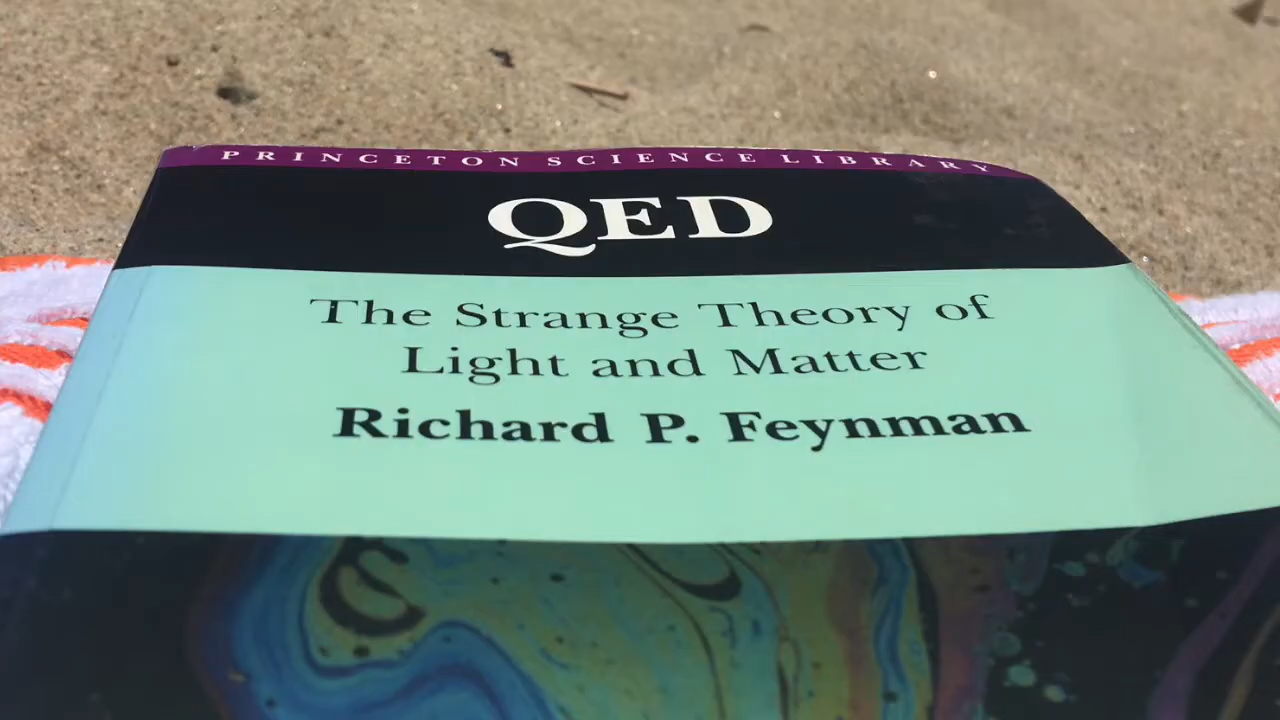 PRINCETON SCIENCE LIBRARY
QED
The Strange Theory of
Light and Matter
Richard P. Feynman